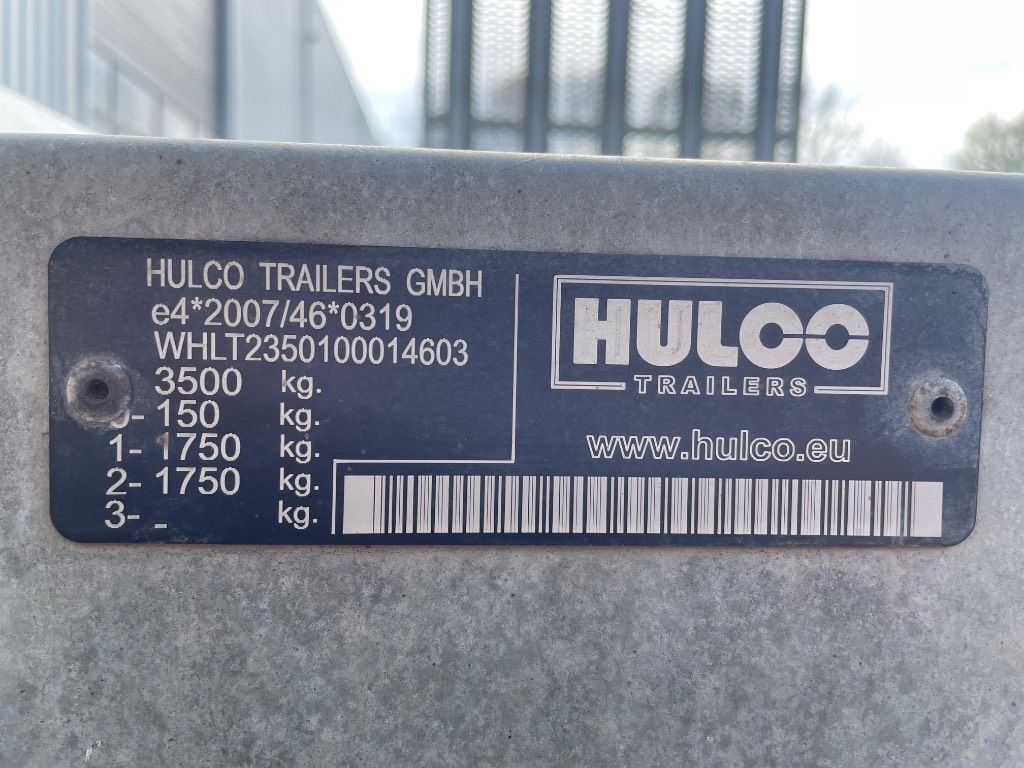 HULCO TRAILERS GMBH
e4*2007/46*0319
WHLT2350100014603
3500 kg.
0- 150 kg.
1- 1750 kg.
2- 1750 kg.
3- - kg.
HULCO
TRAILERS
www.hulco.eu